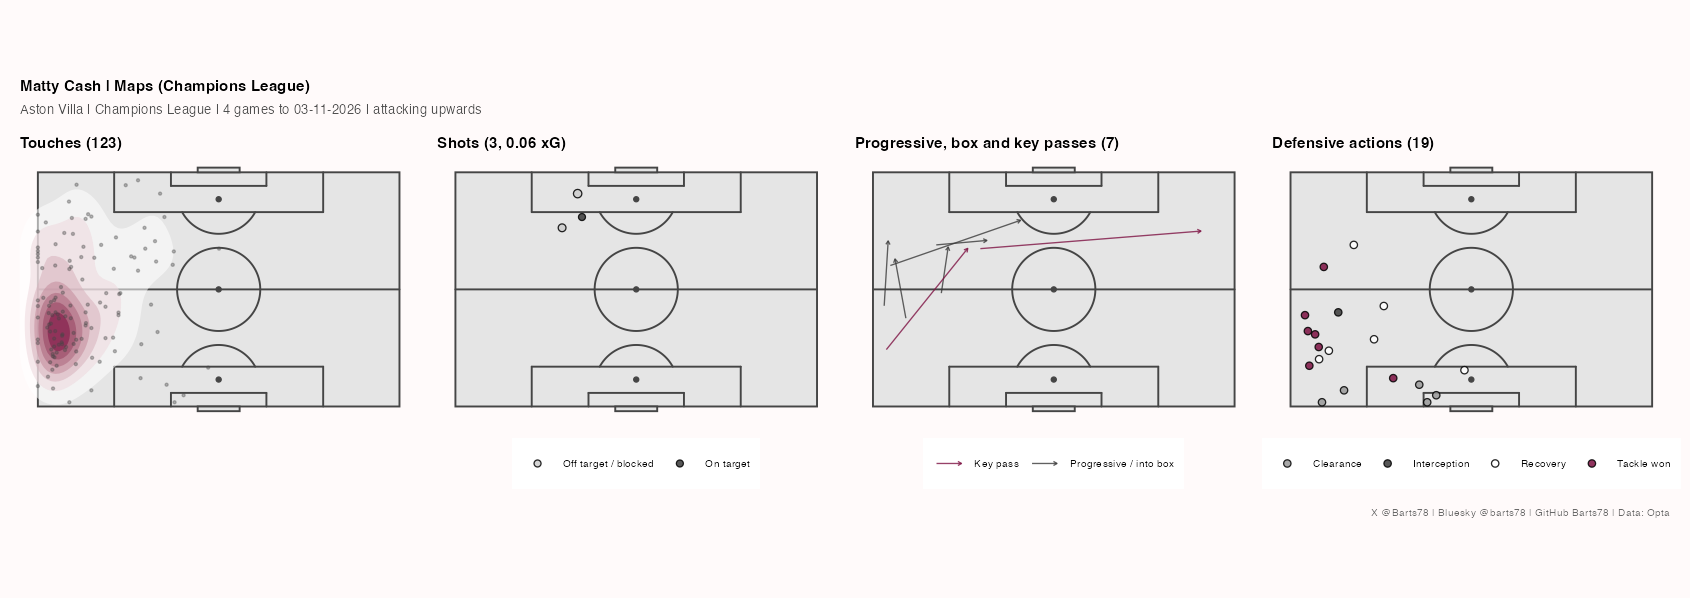 Matty Cash | Maps (Champions League)
Aston Villa | Champions League | 4 games to 03-11-2026 | attacking upwards
Touches (123)
Shots (3, 0.06 xG)
Progressive, box and key passes (7)
Defensive actions (19)
Off target / blocked
On target
Key pass
Progressive / into box
Clearance
Interception
Recovery
Tackle won
X @Barts78 | Bluesky @barts78 | GitHub Barts78 | Data: Opta